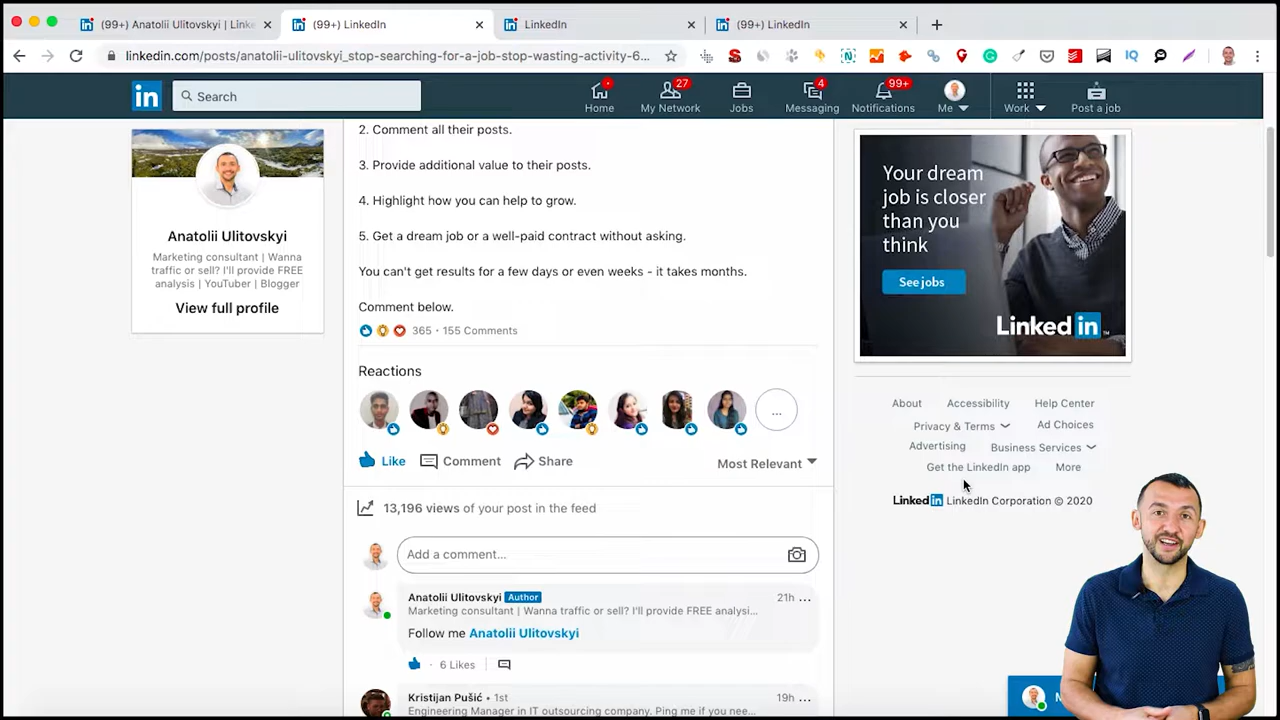 (99+) Anatolii Ulitovskyi | Linke
(99+) LinkedIn
LinkedIn
(99+) LinkedIn
linkedin.com/posts/anatolii-ulitovskyi_stop-searching-for-a-job-stop-wasting-activity-6...
IQ
in
Search
Home
27
My Network
Jobs
4
Messaging
99+
Notifications
Me
Work
Post a job
Anatolii Ulitovskyi
Marketing consultant | Wanna
traffic or sell? I'll provide FREE
analysis | YouTuber | Blogger
View full profile
2. Comment all their posts.
3. Provide additional value to their posts.
4. Highlight how you can help to grow.
5. Get a dream job or a well-paid contract without asking.
You can't get results for a few days or even weeks - it takes months.
Comment below.
365 · 155 Comments
Reactions
...
Like
Comment
Share
Most Relevant
13,196 views of your post in the feed
Add a comment...
Anatolii Ulitovskyi Author
21h ...
Marketing consultant | Wanna traffic or sell? I'll provide FREE analysi...
Follow me Anatolii Ulitovskyi
· 6 Likes
Kristijan Pušić • 1st
19h ...
Engineering Manager in IT outsourcing company. Ping me if you nee...
Your dream
job is closer
than you
think
See jobs
Linked in
About
Accessibility
Help Center
Privacy & Terms
Ad Choices
Advertising
Business Services
Get the LinkedIn app
More
Linked in LinkedIn Corporation © 2020